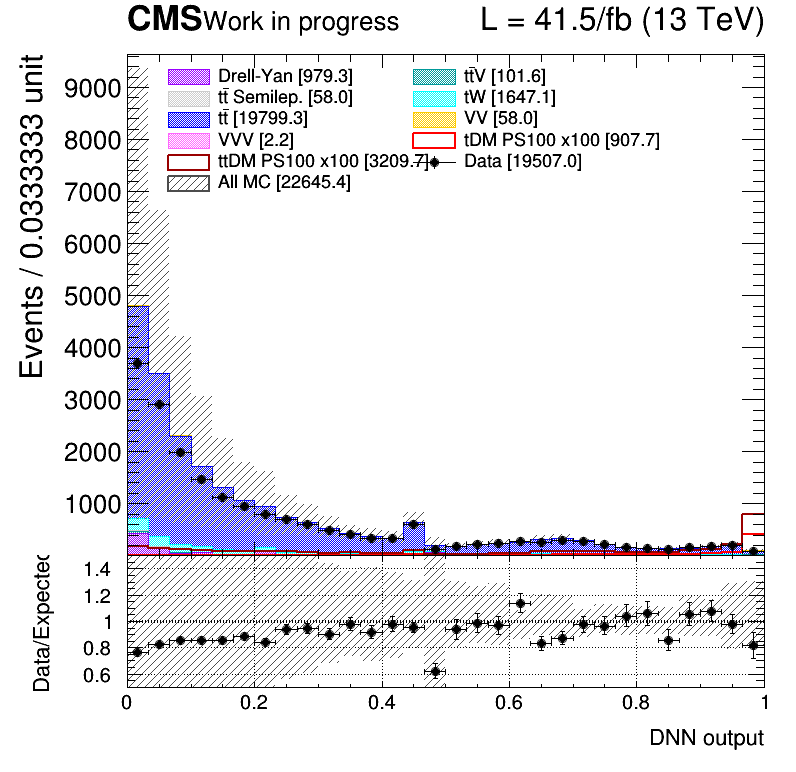 CMS Work in progress L = 41.5/fb (13 TeV)
Events / 0.0333333 unit
9000
8000
7000
6000
5000
4000
3000
2000
1000
Drell-Yan [979.3] tt̄V [101.6]
tt̄ Semilep. [58.0] tW [1647.1]
tt̄ [19799.3] VV [58.0]
VVV [2.2] tDM PS100 x100 [907.7]
ttDM PS100 x100 [3209.7] Data [19507.0]
All MC [22645.4]
Data/Expected
1.4
1.2
1
0.8
0.6
0 0.2 0.4 0.6 0.8 1
DNN output